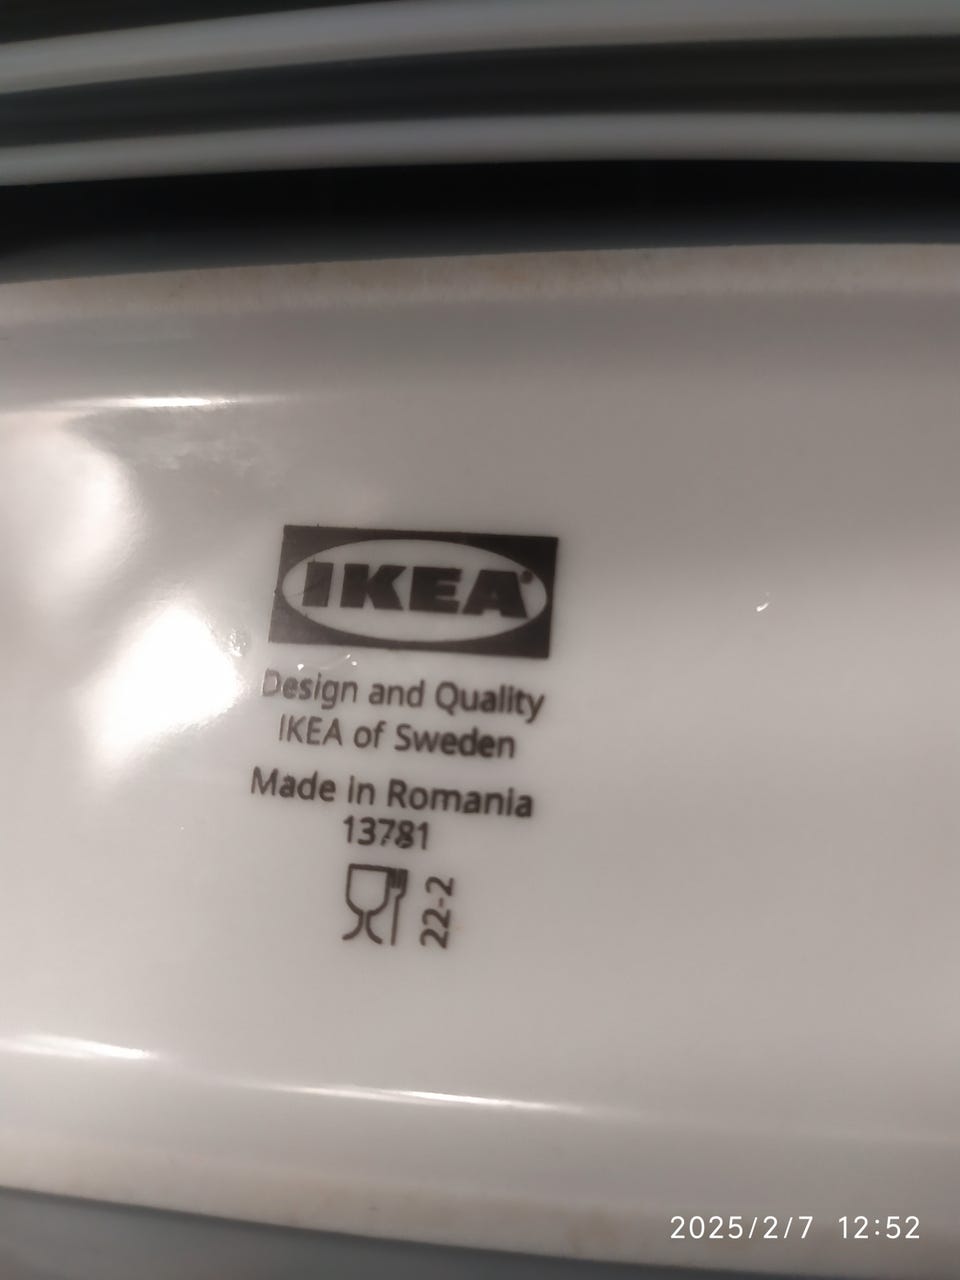 IKEA®
Design and Quality
IKEA of Sweden
Made in Romania
13781
22-2
2025/2/7 12:52